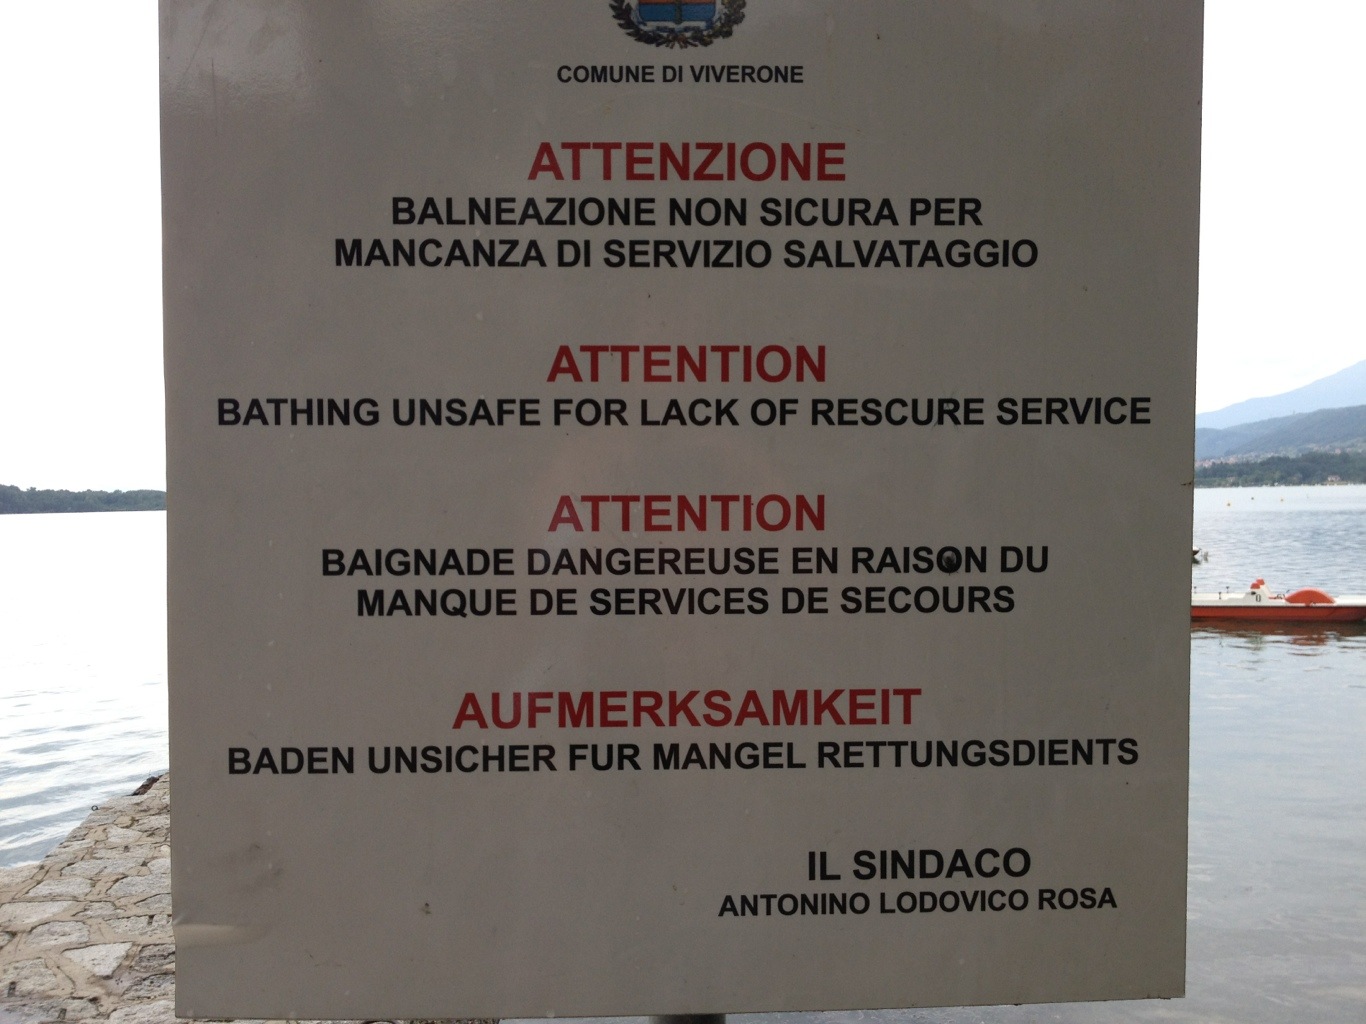 COMUNE DI VIVERONE
ATTENZIONE
BALNEAZIONE NON SICURA PER
MANCANZA DI SERVIZIO SALVATAGGIO
ATTENTION
BATHING UNSAFE FOR LACK OF RESCURE SERVICE
ATTENTION
BAIGNADE DANGEREUSE EN RAISON DU
MANQUE DE SERVICES DE SECOURS
AUFMERKSAMKEIT
BADEN UNSICHER FUR MANGEL RETTUNGSDIENTS
IL SINDACO
ANTONINO LODOVICO ROSA